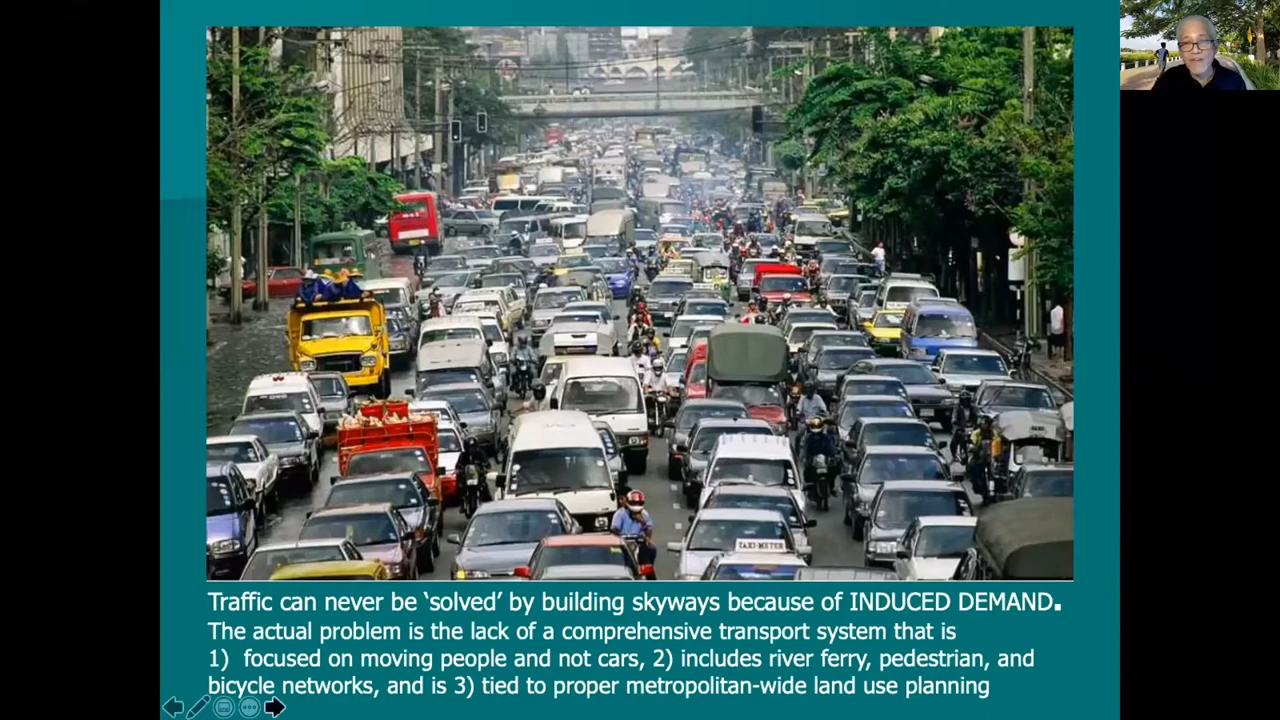 TAXI-METER
Traffic can never be ‘solved’ by building skyways because of INDUCED DEMAND.
The actual problem is the lack of a comprehensive transport system that is
1) focused on moving people and not cars, 2) includes river ferry, pedestrian, and
bicycle networks, and is 3) tied to proper metropolitan-wide land use planning